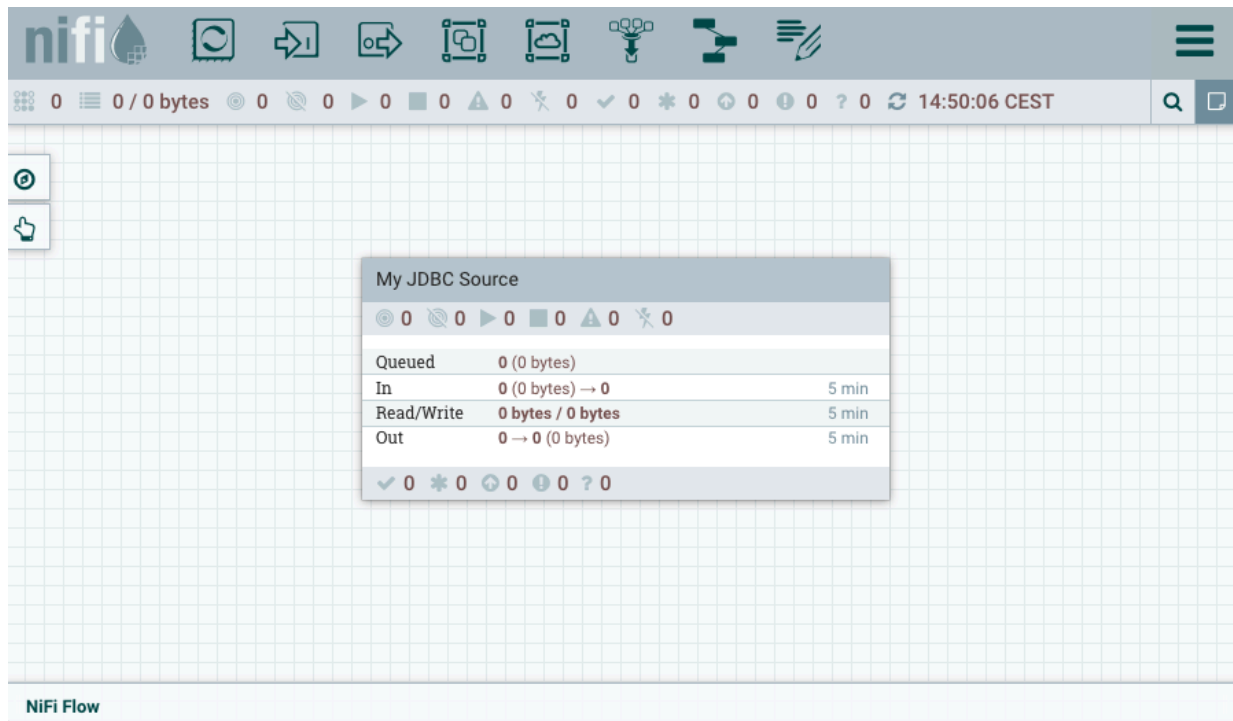 nifi
0 0 / 0 bytes 0 0 0 0 0 0 0 0 0 0 ? 0 14:50:06 CEST
My JDBC Source
0 0 0 0 0 0
Queued 0 (0 bytes)
In 0 (0 bytes) → 0 5 min
Read/Write 0 bytes / 0 bytes 5 min
Out 0 → 0 (0 bytes) 5 min
0 0 0 0 ? 0
NiFi Flow